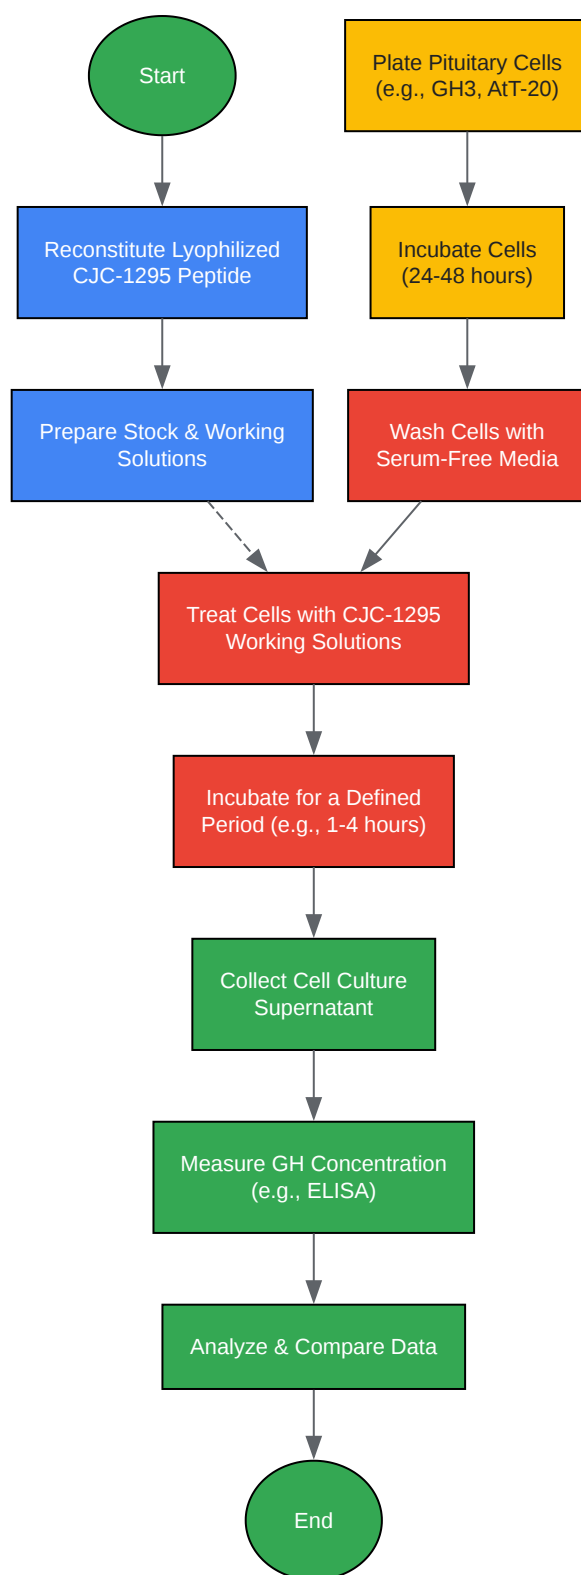 Start
Plate Pituitary Cells
(e.g., GH3, AtT-20)
Reconstitute Lyophilized
CJC-1295 Peptide
Incubate Cells
(24-48 hours)
Prepare Stock & Working
Solutions
Wash Cells with
Serum-Free Media
Treat Cells with CJC-1295
Working Solutions
Incubate for a Defined
Period (e.g., 1-4 hours)
Collect Cell Culture
Supernatant
Measure GH Concentration
(e.g., ELISA)
Analyze & Compare Data
End